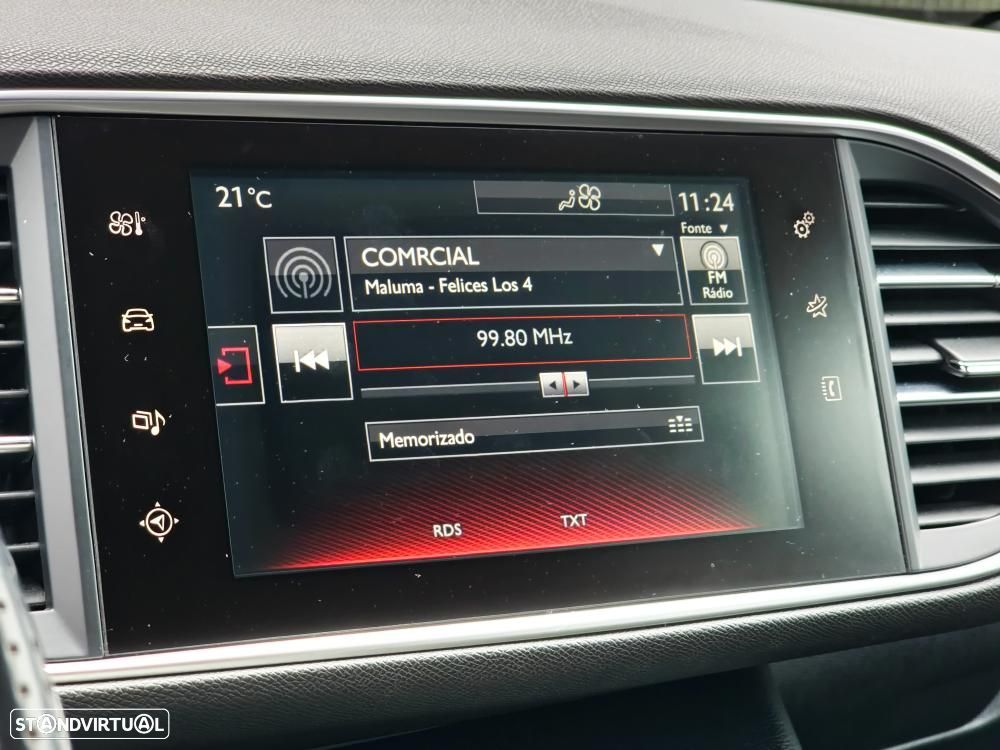 21°C
11:24
Fonte
COMRCIAL
Maluma - Felices Los 4
FM
Rádio
99.80 MHz
Memorizado
RDS
TXT
STANDVIRTUAL